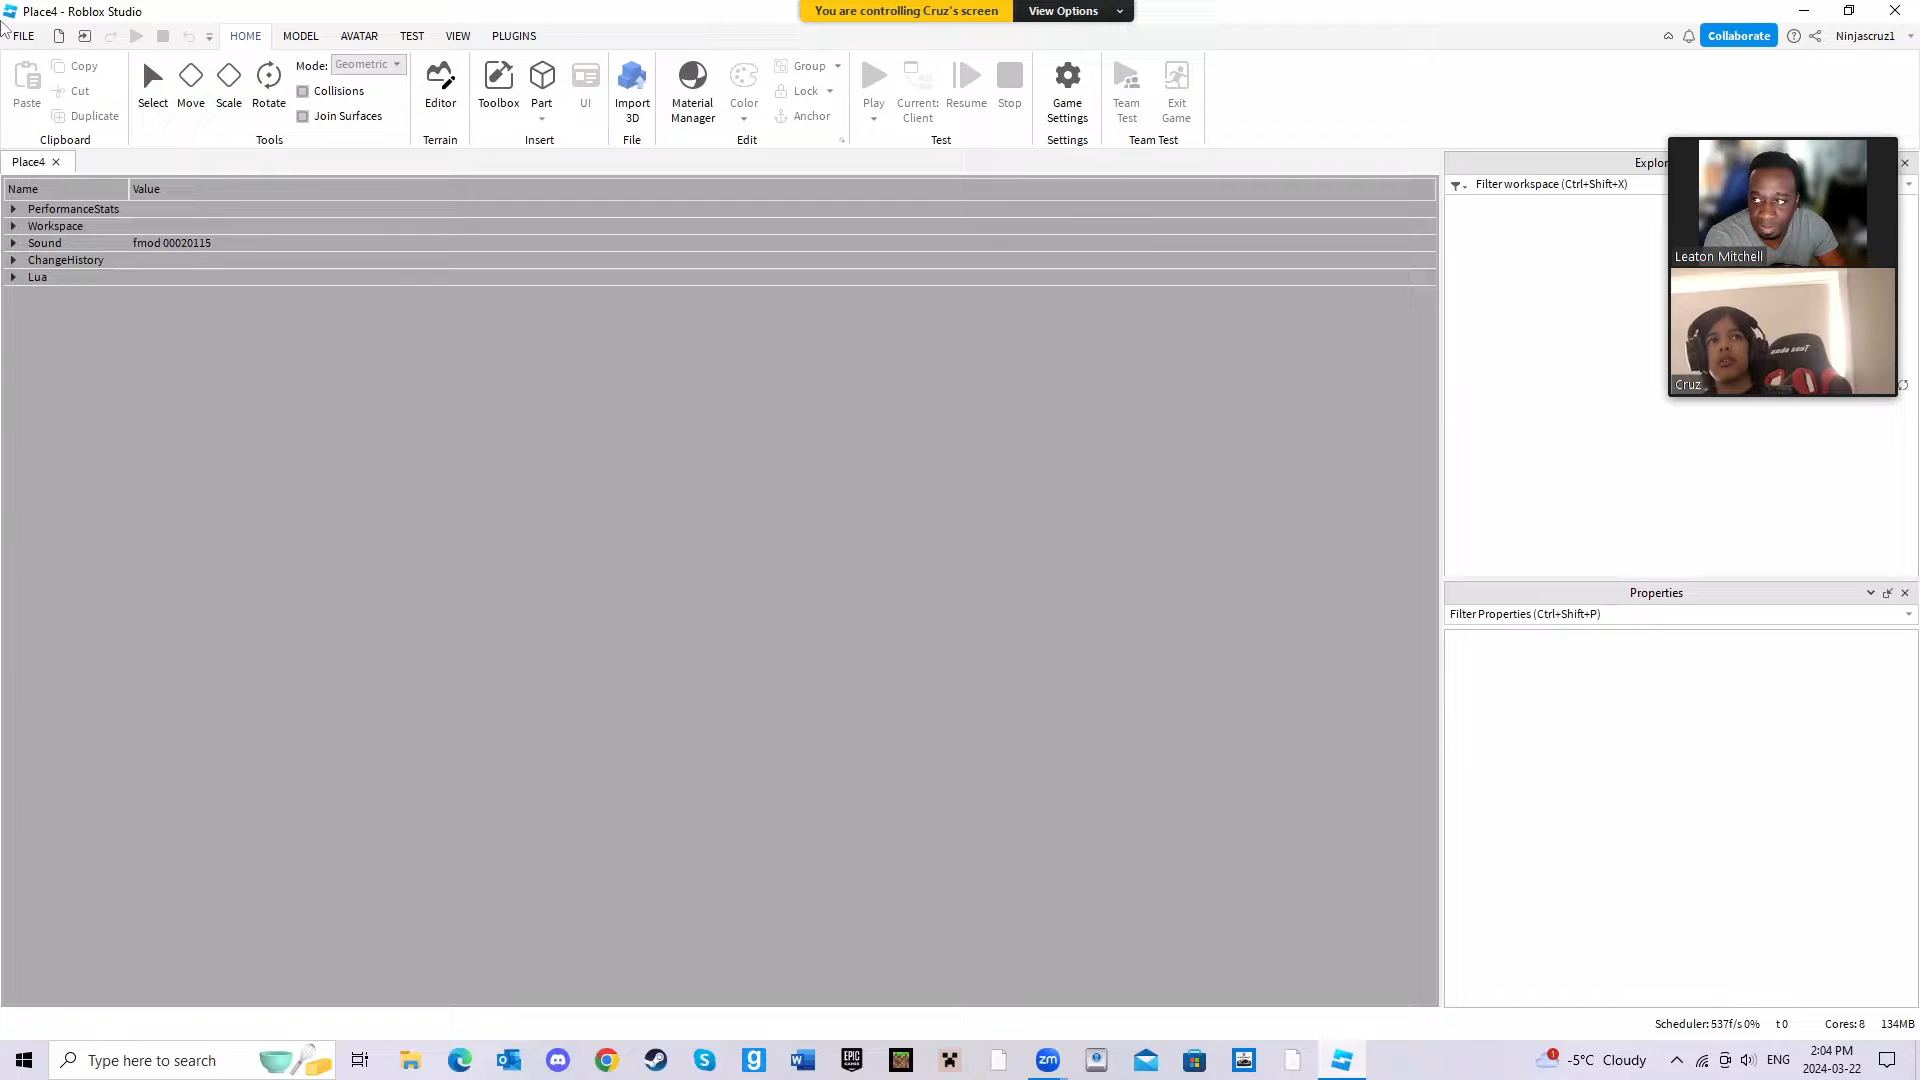 Place4 - Roblox Studio
You are controlling Cruz's screen
View Options
FILE
HOME
MODEL
AVATAR
TEST
VIEW
PLUGINS
Collaborate
Ninjascruz1
Paste
Copy
Cut
Duplicate
Clipboard
Select
Move
Scale
Rotate
Mode: Geometric
Collisions
Join Surfaces
Tools
Editor
Terrain
Toolbox
Part
UI
Insert
Import
3D
File
Material
Manager
Color
Group
Lock
Anchor
Edit
Play
Current:
Client
Resume
Stop
Test
Game
Settings
Settings
Team
Test
Exit
Game
Team Test
Place4
Name Value
PerformanceStats
Workspace
Sound fmod 00020115
ChangeHistory
Lua
Explor
Filter workspace (Ctrl+Shift+X)
Leaton Mitchell
Cruz
Properties
Filter Properties (Ctrl+Shift+P)
Scheduler: 537f/s 0% t 0 Cores: 8 134MB
Type here to search
zm
EPIC
GAMES
1
-5°C Cloudy
ENG
2:04 PM
2024-03-22